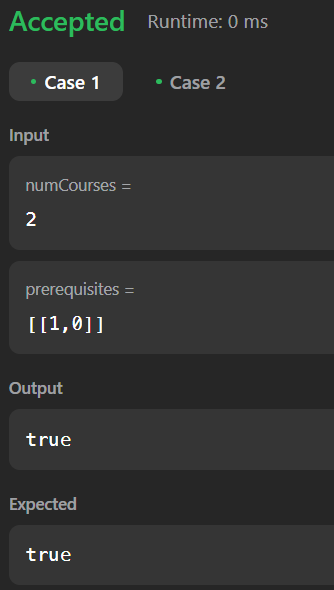 Accepted Runtime: 0 ms
Case 1 Case 2
Input
numCourses =
2
prerequisites =
[[1,0]]
Output
true
Expected
true